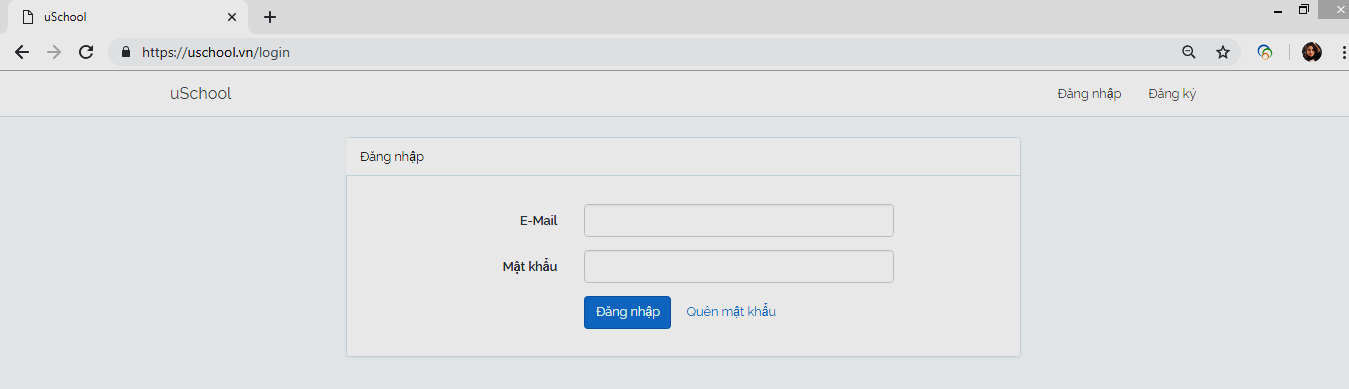 uSchool
https://uschool.vn/login
uSchool Đăng nhập Đăng ký
Đăng nhập
E-Mail
Mật khẩu
Đăng nhập Quên mật khẩu